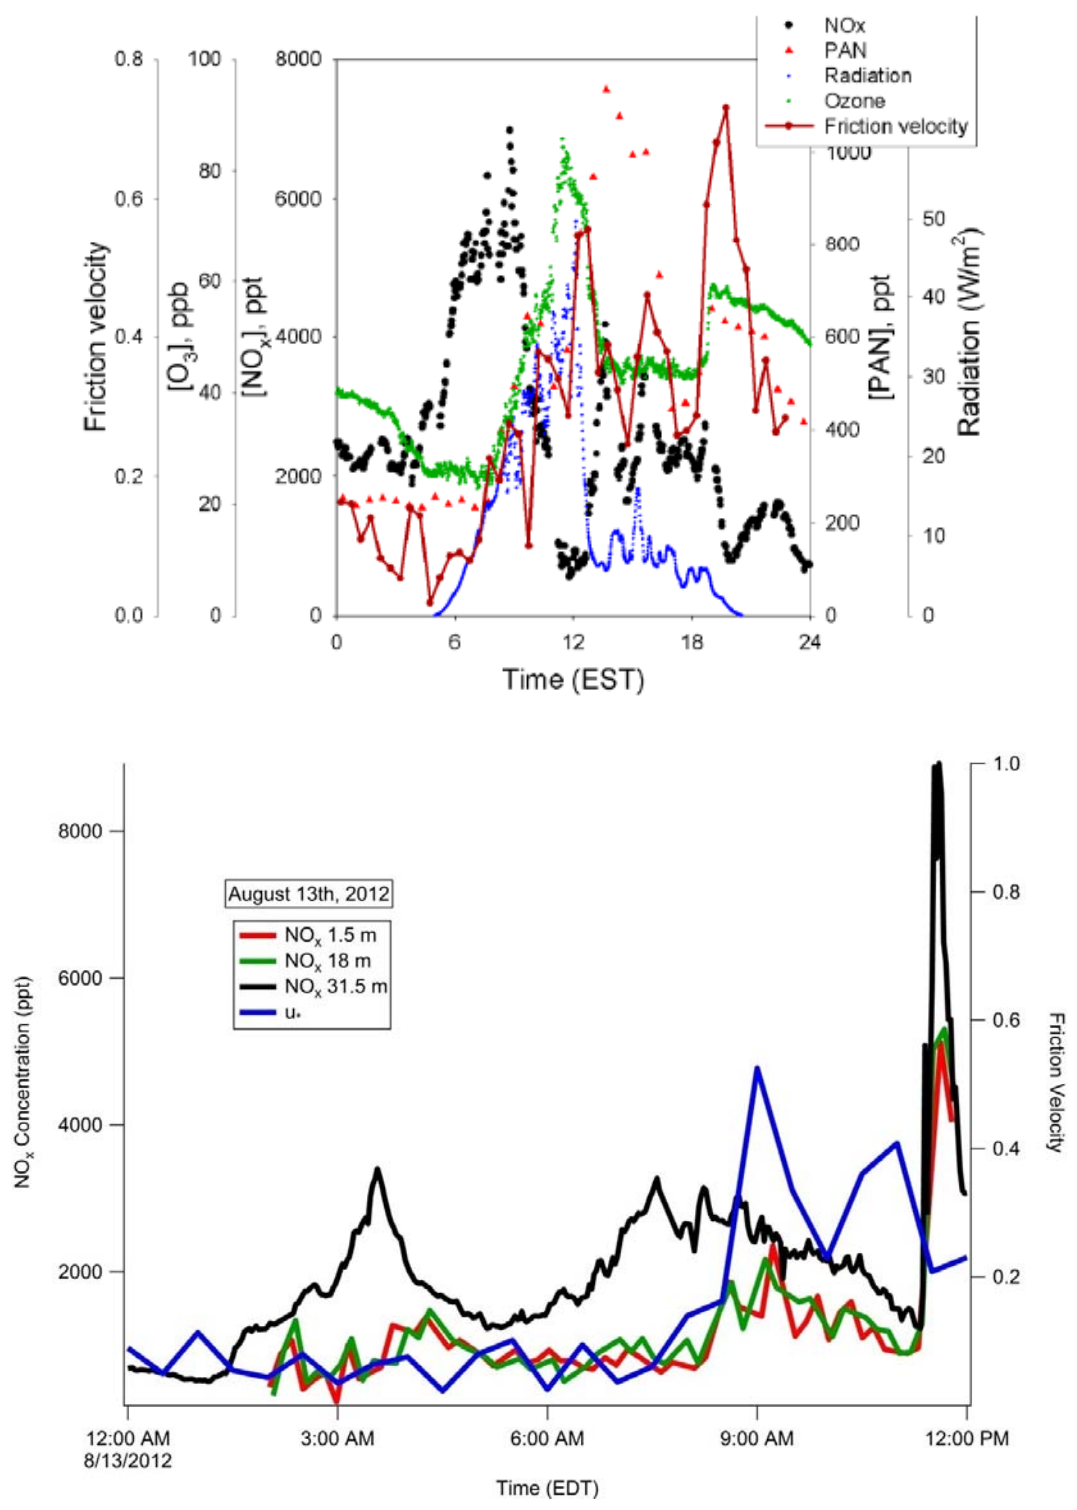 NOx
PAN
Radiation
Ozone
Friction velocity
0.8
100
8000
1000
80
6000
0.6
50
800
60
40
0.4
4000
600
30
40
400
20
0.2
2000
20
200
10
0.0
0
0
0
0
0
6
12
18
24
Friction velocity
[O3], ppb
[NOx], ppt
[PAN], ppt
Radiation (W/m²)
Time (EST)
1.0
8000
0.8
August 13th, 2012
NOx 1.5 m
NOx 18 m
NOx 31.5 m
u*
6000
0.6
4000
0.4
2000
0.2
NOx Concentration (ppt)
Friction Velocity
12:00 AM
3:00 AM
6:00 AM
9:00 AM
12:00 PM
8/13/2012
Time (EDT)